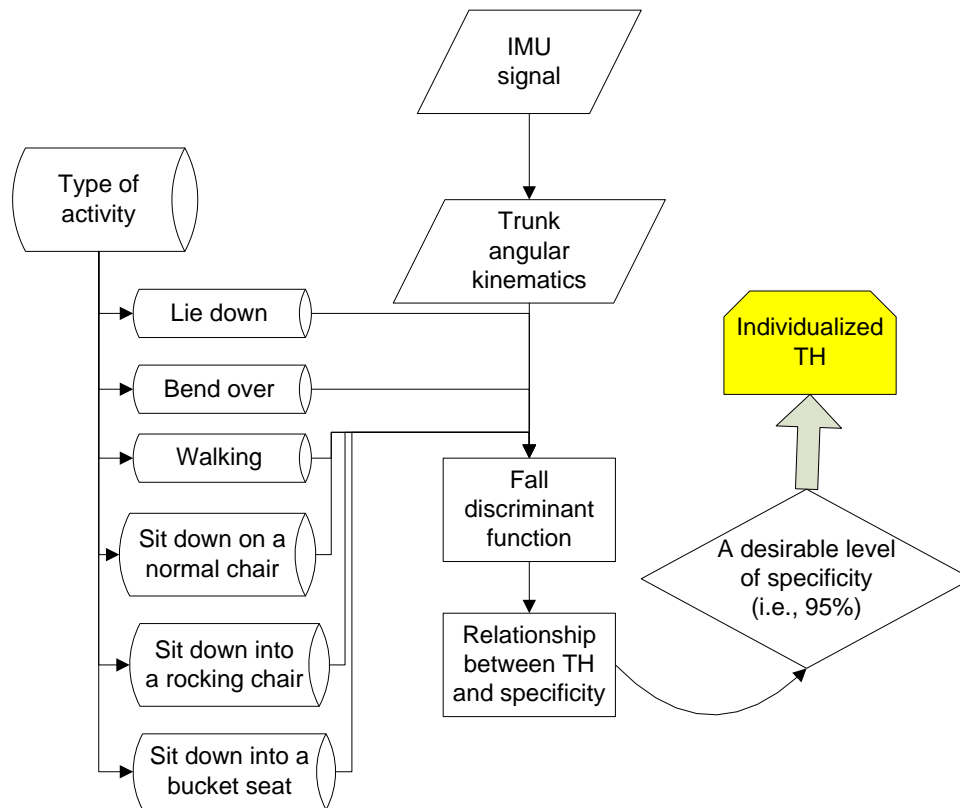 IMU
signal
Type of
activity
Trunk
angular
kinematics
Lie down
Bend over
Walking
Sit down on a
normal chair
Sit down into
a rocking chair
Sit down into a
bucket seat
Fall
discriminant
function
Relationship
between TH
and specificity
A desirable level
of specificity
(i.e., 95%)
Individualized
TH